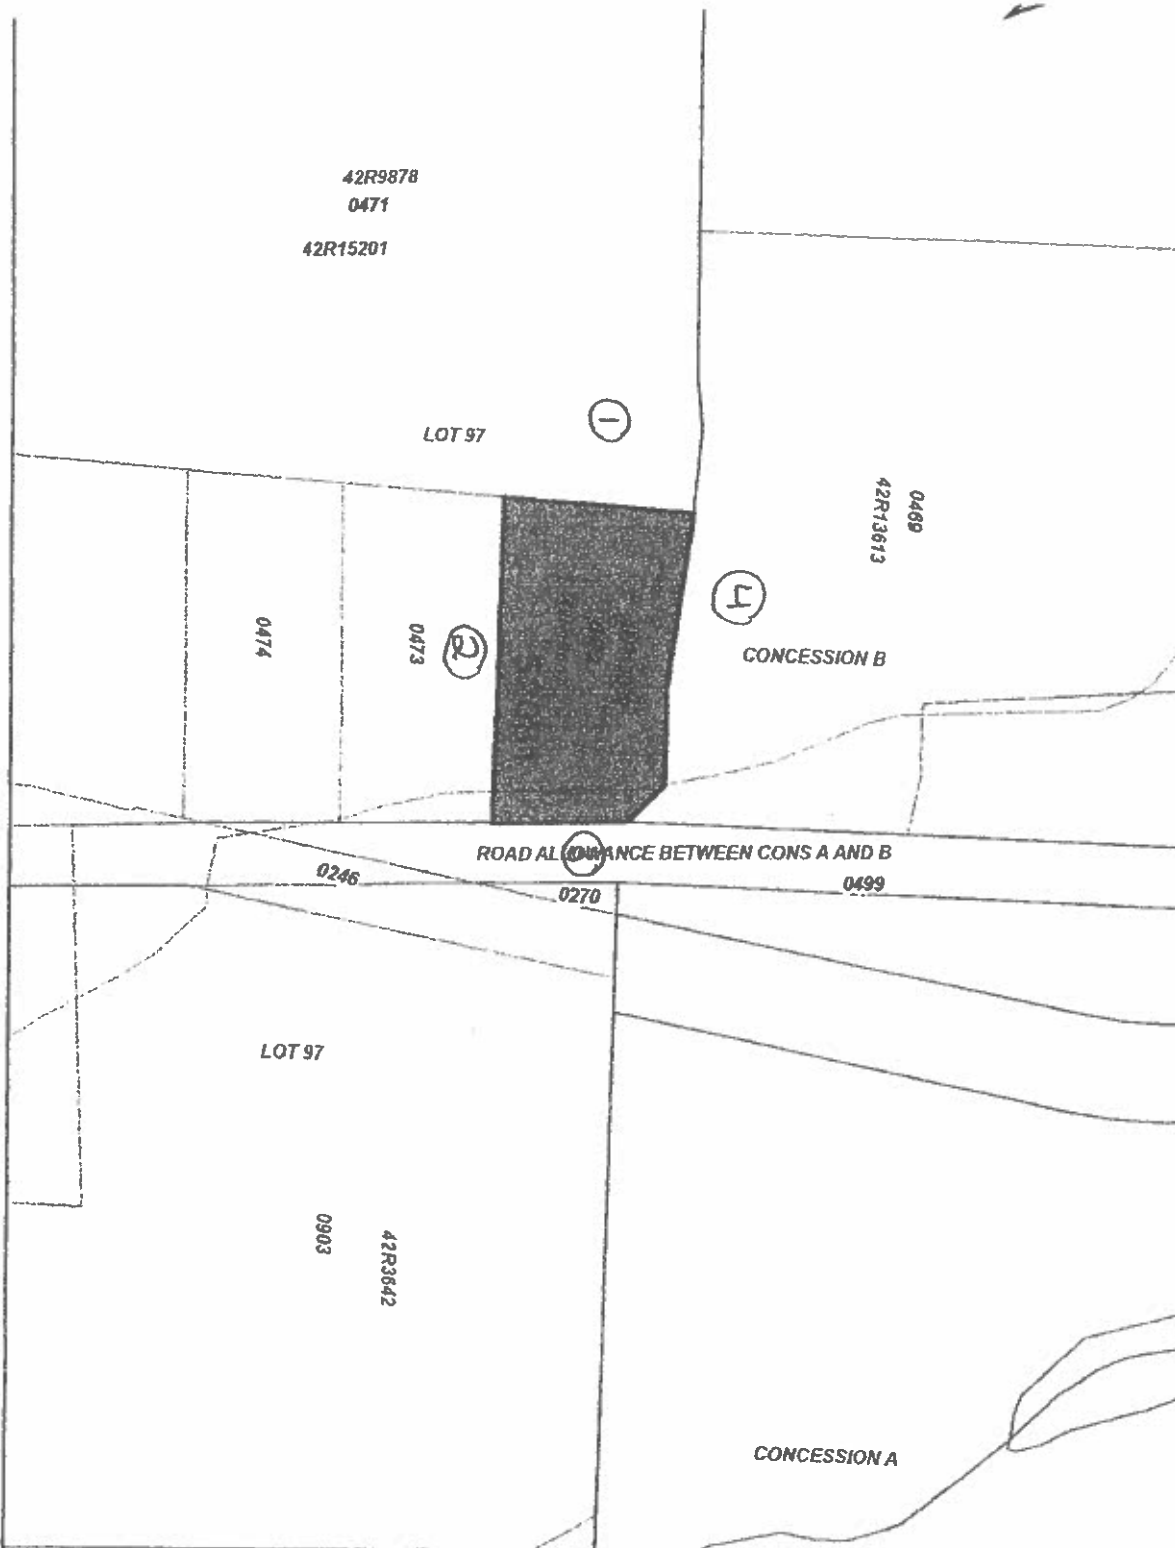 42R9878
0471
42R15201
LOT 97
1
0469
42R13613
4
0474
0473
2
CONCESSION B
ROAD ALLOWANCE BETWEEN CONS A AND B
0246
0270
0499
LOT 97
0903
42R3642
CONCESSION A